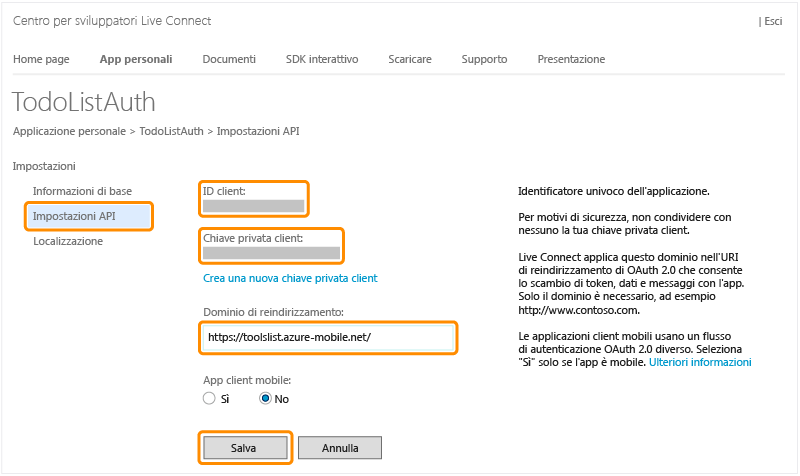 Centro per sviluppatori Live Connect
| Esci
Home page App personali Documenti SDK interattivo Scaricare Supporto Presentazione
TodoListAuth
Applicazione personale > TodoListAuth > Impostazioni API
Impostazioni
Informazioni di base
Impostazioni API
Localizzazione
ID client:
Chiave privata client:
Crea una nuova chiave privata client
Dominio di reindirizzamento:
https://toolslist.azure-mobile.net/
App client mobile:
Sì No
Salva Annulla
Identificatore univoco dell'applicazione.
Per motivi di sicurezza, non condividere con
nessuno la tua chiave privata client.
Live Connect applica questo dominio nell'URI
di reindirizzamento di OAuth 2.0 che consente
lo scambio di token, dati e messaggi con l'app.
Solo il dominio è necessario, ad esempio
http://www.contoso.com.
Le applicazioni client mobili usano un flusso
di autenticazione OAuth 2.0 diverso. Seleziona
"Sì" solo se l'app è mobile. Ulteriori informazioni